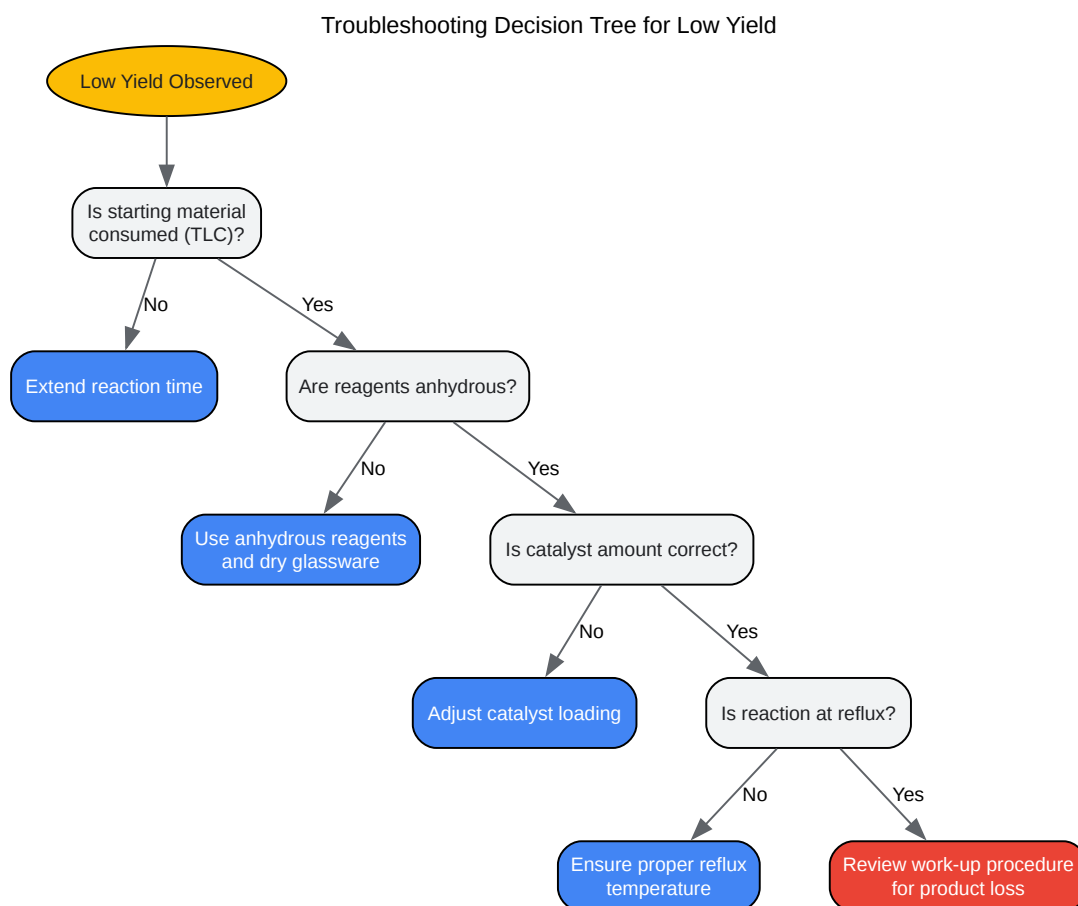 Troubleshooting Decision Tree for Low Yield
Low Yield Observed
Is starting material
consumed (TLC)?
No
Yes
Extend reaction time
Are reagents anhydrous?
No
Yes
Use anhydrous reagents
and dry glassware
Is catalyst amount correct?
No
Yes
Adjust catalyst loading
Is reaction at reflux?
No
Yes
Ensure proper reflux
temperature
Review work-up procedure
for product loss